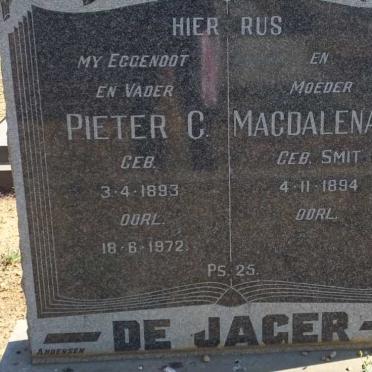 HIER RUS
MY EGGENOOT
EN VADER
PIETER C.
GEB.
3-4-1893
OORL.
18-6-1972
EN
MOEDER
MAGDALENA
GEB. SMIT
4-11-1894
OORL.
PS. 25.
DE JAGER
ANDERSEN